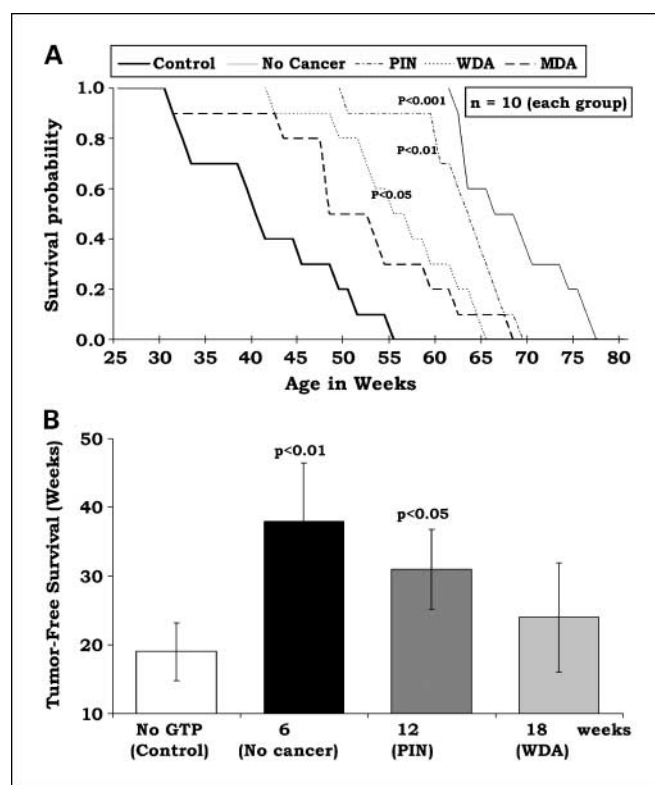 A
Control No Cancer PIN WDA MDA
n = 10 (each group)
P<0.001
P<0.01
P<0.05
Survival probability
1.0
0.8
0.6
0.4
0.2
0.0
25 30 35 40 45 50 55 60 65 70 75 80
Age in Weeks
B
Tumor-Free Survival (Weeks)
50
40
30
20
10
p<0.01
p<0.05
No GTP 6 12 18 weeks
(Control) (No cancer) (PIN) (WDA)